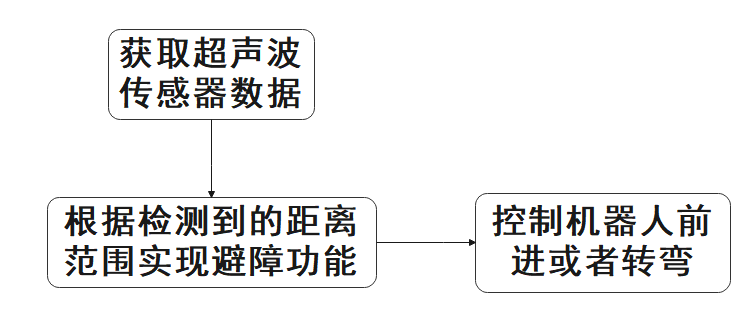 获取超声波
传感器数据
根据检测到的距离
范围实现避障功能
控制机器人前
进或者转弯